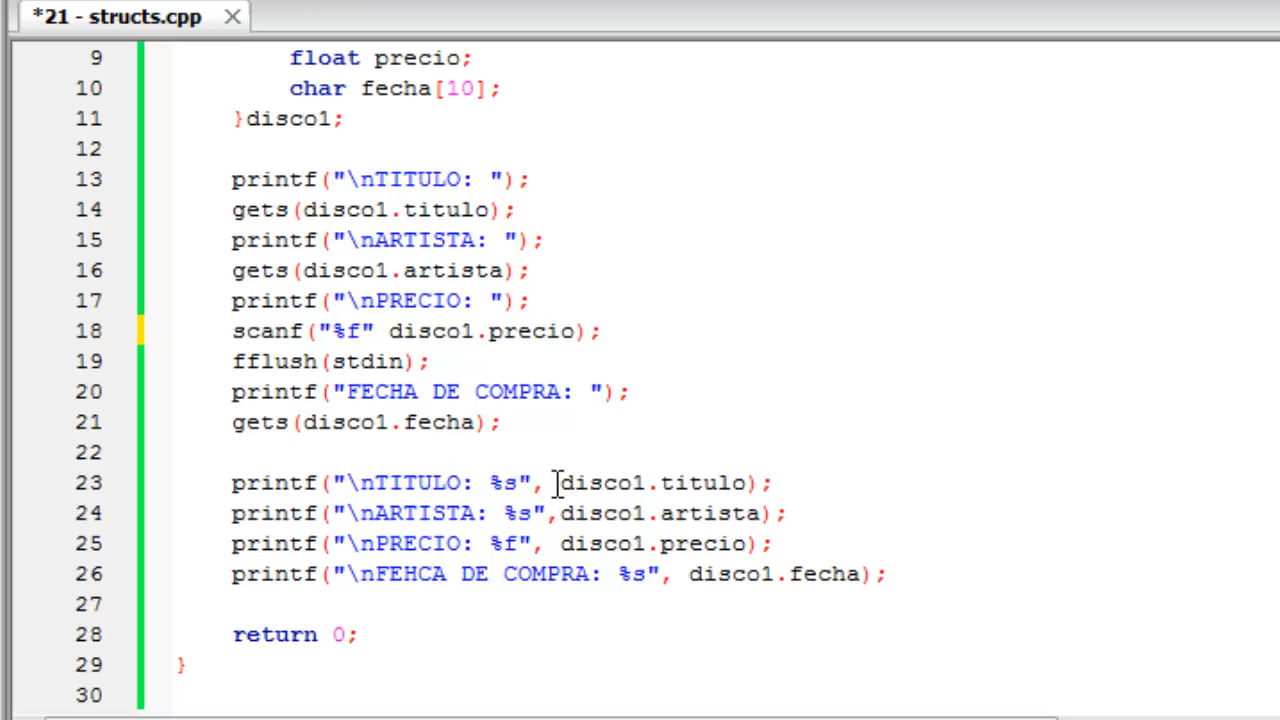 *21 - structs.cpp
9 float precio;
10 char fecha[10];
11 }disco1;
12
13 printf("\nTITULO: ");
14 gets(disco1.titulo);
15 printf("\nARTISTA: ");
16 gets(disco1.artista);
17 printf("\nPRECIO: ");
18 scanf("%f" disco1.precio);
19 fflush(stdin);
20 printf("FECHA DE COMPRA: ");
21 gets(disco1.fecha);
22
23 printf("\nTITULO: %s", disco1.titulo);
24 printf("\nARTISTA: %s",disco1.artista);
25 printf("\nPRECIO: %f", disco1.precio);
26 printf("\nFEHCA DE COMPRA: %s", disco1.fecha);
27
28 return 0;
29 }
30